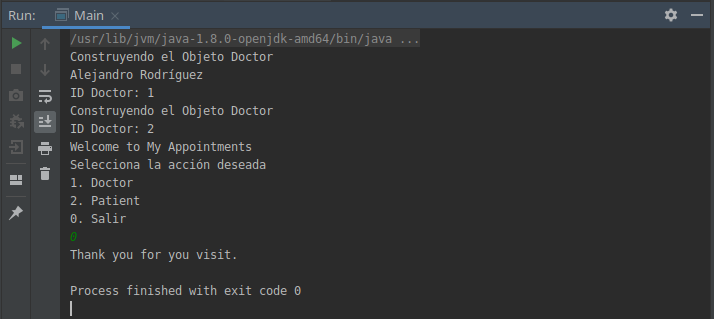 Run: Main
/usr/lib/jvm/java-1.8.0-openjdk-amd64/bin/java ...
Construyendo el Objeto Doctor
Alejandro Rodríguez
ID Doctor: 1
Construyendo el Objeto Doctor
ID Doctor: 2
Welcome to My Appointments
Selecciona la acción deseada
1. Doctor
2. Patient
0. Salir
0
Thank you for you visit.
Process finished with exit code 0